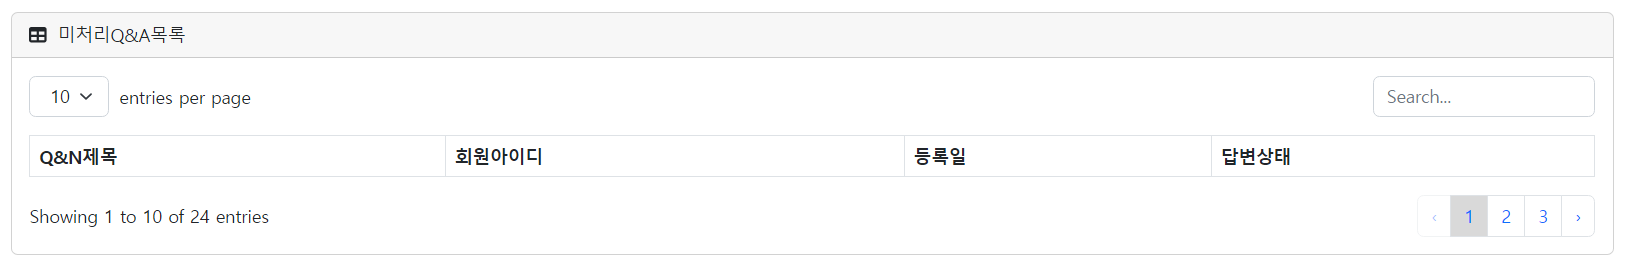 미처리Q&A목록
10 entries per page Search...
Q&N제목 회원아이디 등록일 답변상태
Showing 1 to 10 of 24 entries ‹ 1 2 3 ›